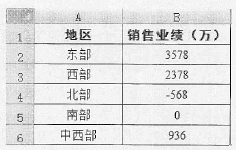 A B
1 地区 销售业绩（万）
2 东部 3578
3 西部 2378
4 北部 -568
5 南部 0
6 中西部 936